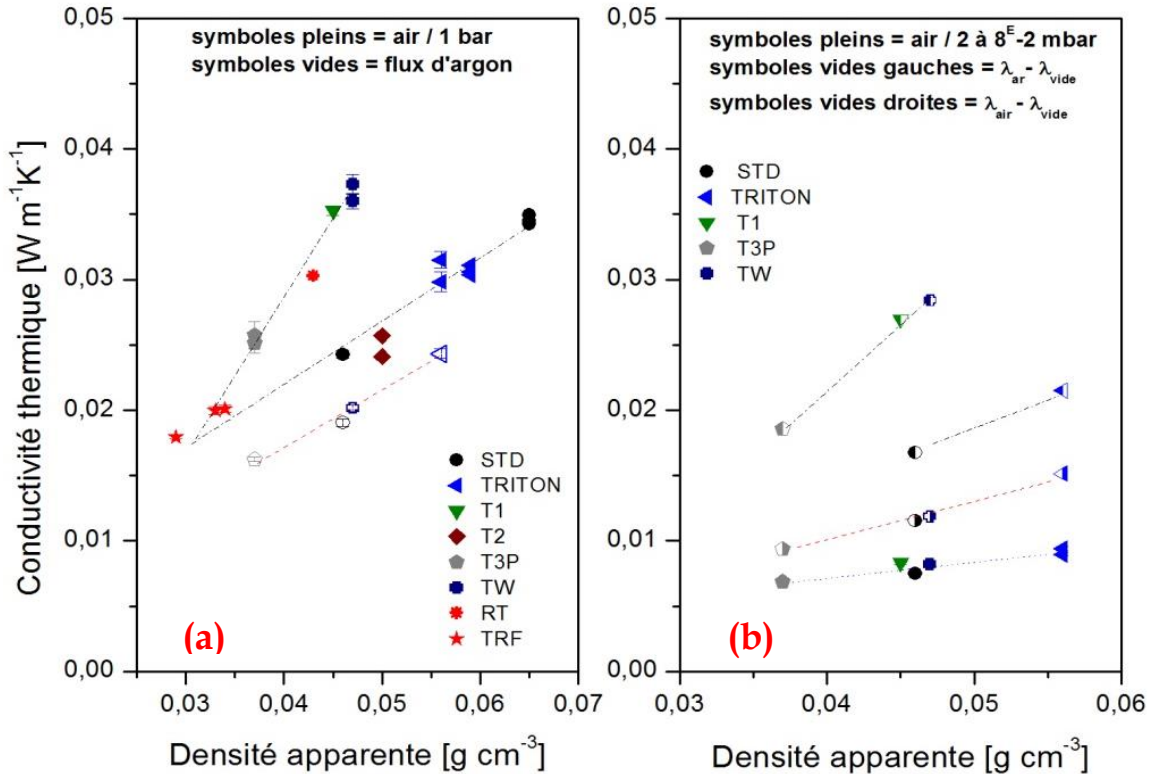 Conductivité thermique [W m⁻¹K⁻¹]
0,05
0,04
0,03
0,02
0,01
0,00
symboles pleins = air / 1 bar
symboles vides = flux d'argon
STD
TRITON
T1
T2
T3P
TW
RT
TRF
(a)
0,03 0,04 0,05 0,06 0,07
Densité apparente [g cm⁻³]
0,05
0,04
0,03
0,02
0,01
0,00
symboles pleins = air / 2 à 8ᴱ-2 mbar
symboles vides gauches = λar - λvide
symboles vides droites = λair - λvide
STD
TRITON
T1
T3P
TW
(b)
0,03 0,04 0,05 0,06
Densité apparente [g cm⁻³]